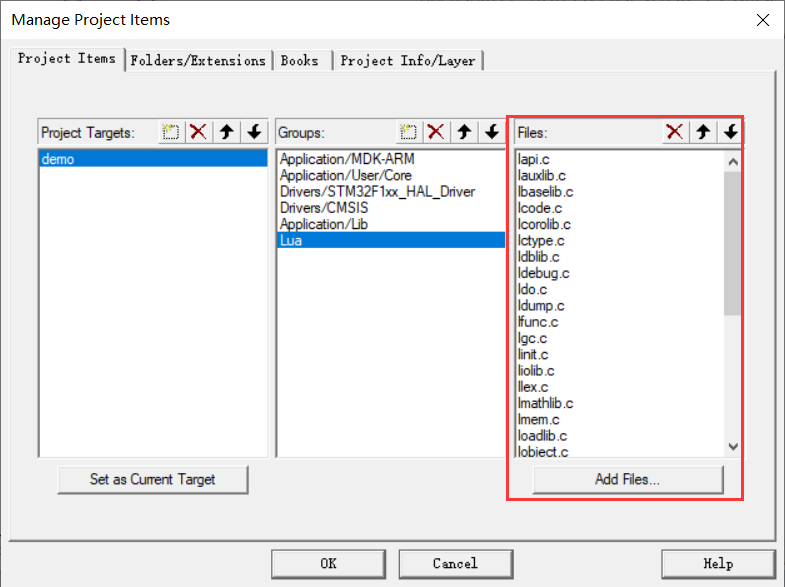 Manage Project Items
Project Items
Folders/Extensions
Books
Project Info/Layer
Project Targets:
demo
Set as Current Target
Groups:
Application/MDK-ARM
Application/User/Core
Drivers/STM32F1xx_HAL_Driver
Drivers/CMSIS
Application/Lib
Lua
Files:
lapi.c
lauxlib.c
lbaselib.c
lcode.c
lcorolib.c
lctype.c
ldblib.c
ldebug.c
ldo.c
ldump.c
lfunc.c
lgc.c
linit.c
liolib.c
llex.c
lmathlib.c
lmem.c
loadlib.c
lobject.c
Add Files...
OK
Cancel
Help